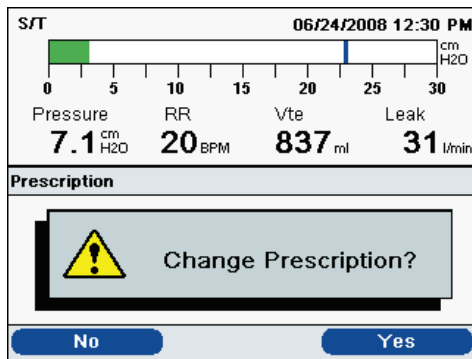 S/T 06/24/2008 12:30 PM
cm
H2O
0 5 10 15 20 25 30
Pressure RR Vte Leak
7.1 cm H2O 20 BPM 837 ml 31 l/min
Prescription
Change Prescription?
No Yes